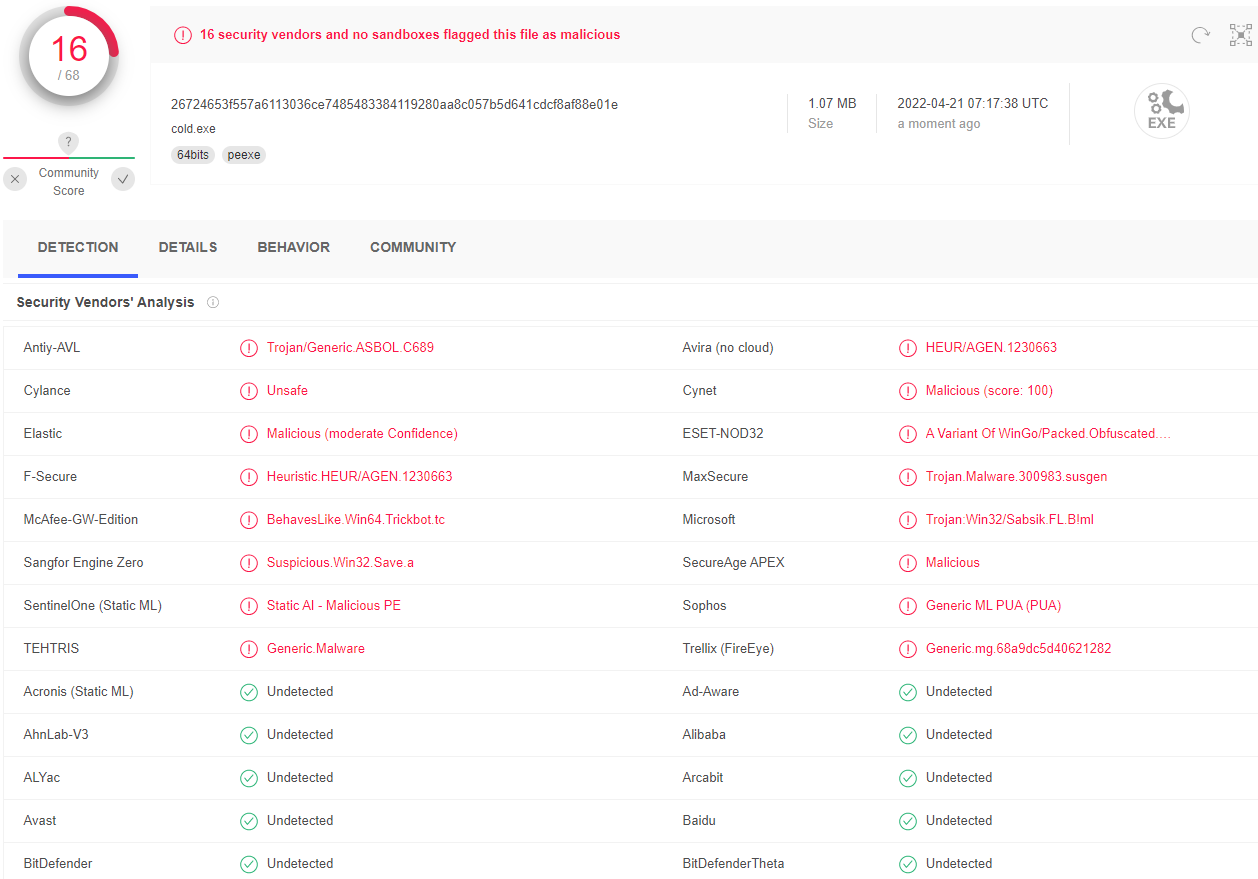 16
/ 68
?
Community
Score
16 security vendors and no sandboxes flagged this file as malicious
26724653f557a6113036ce7485483384119280aa8c057b5d641cdcf8af88e01e
cold.exe
64bits peexe
1.07 MB
Size
2022-04-21 07:17:38 UTC
a moment ago
EXE
DETECTION DETAILS BEHAVIOR COMMUNITY
Security Vendors' Analysis
Antiy-AVL Trojan/Generic.ASBOL.C689 Avira (no cloud) HEUR/AGEN.1230663
Cylance Unsafe Cynet Malicious (score: 100)
Elastic Malicious (moderate Confidence) ESET-NOD32 A Variant Of WinGo/Packed.Obfuscated....
F-Secure Heuristic.HEUR/AGEN.1230663 MaxSecure Trojan.Malware.300983.susgen
McAfee-GW-Edition BehavesLike.Win64.Trickbot.tc Microsoft Trojan:Win32/Sabsik.FL.B!ml
Sangfor Engine Zero Suspicious.Win32.Save.a SecureAge APEX Malicious
SentinelOne (Static ML) Static AI - Malicious PE Sophos Generic ML PUA (PUA)
TEHTRIS Generic.Malware Trellix (FireEye) Generic.mg.68a9dc5d40621282
Acronis (Static ML) Undetected Ad-Aware Undetected
AhnLab-V3 Undetected Alibaba Undetected
ALYac Undetected Arcabit Undetected
Avast Undetected Baidu Undetected
BitDefender Undetected BitDefenderTheta Undetected